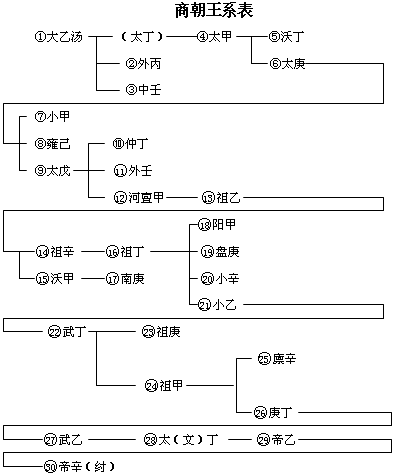 商朝王系表
①太乙汤 (太丁) ④太甲 ⑤沃丁
②外丙 ⑥太庚
③中壬
⑦小甲
⑧雍己 ⑩仲丁
⑨太戊 ⑪外壬
⑫河亶甲 ⑬祖乙
⑱阳甲
⑭祖辛 ⑯祖丁 ⑲盘庚
⑮沃甲 ⑰南庚 ⑳小辛
㉑小乙
㉒武丁 ㉓祖庚
㉕廪辛
㉔祖甲
㉖庚丁
㉗武乙 ㉘太(文)丁 ㉙帝乙
㉚帝辛(纣)